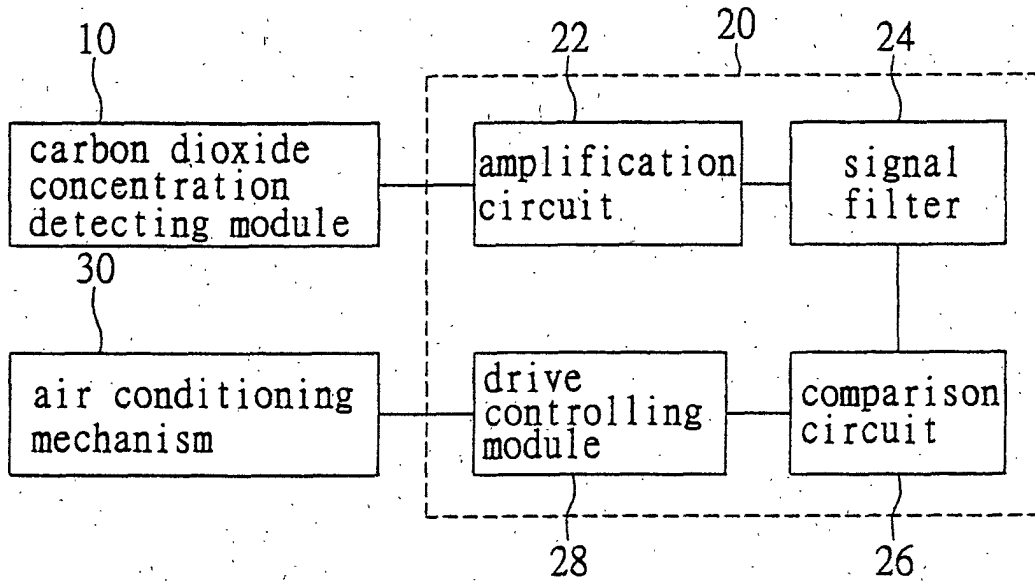 10
22
20
24
carbon dioxide
concentration
detecting module
amplification
circuit
signal
filter
30
air conditioning
mechanism
drive
controlling
module
comparison
circuit
28
26